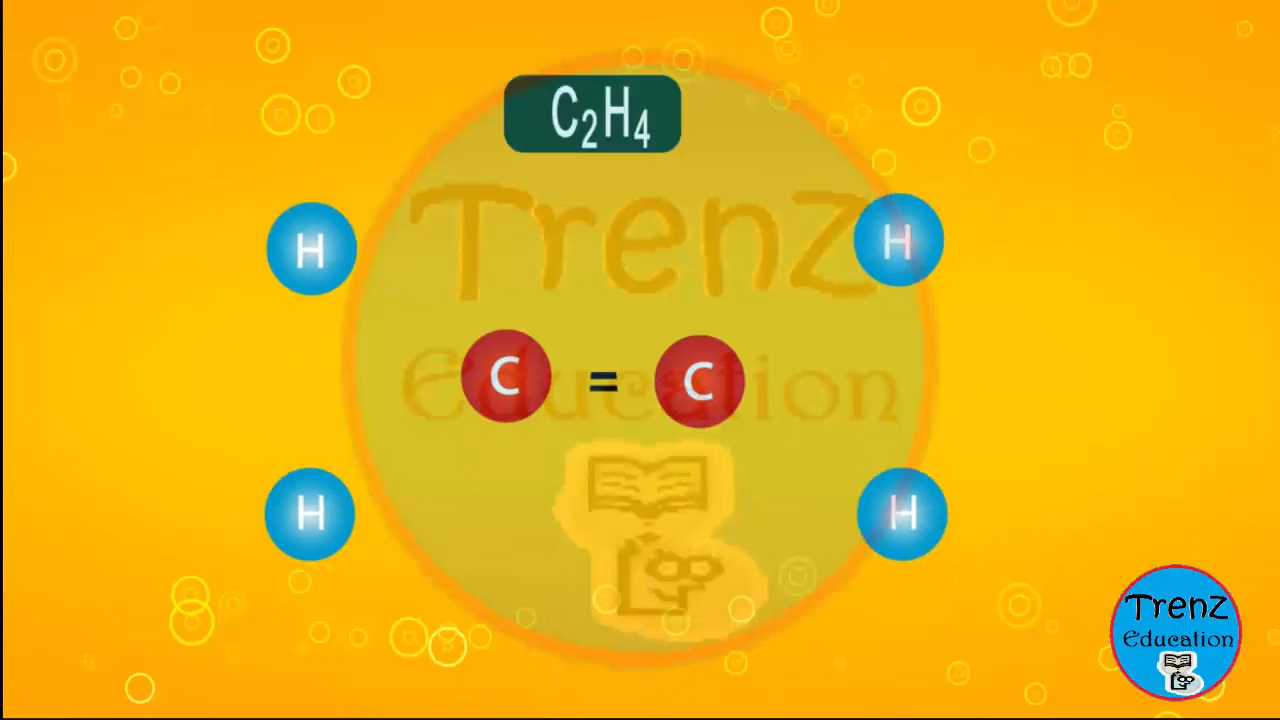 C₂H₄
Trenz
H
H
C = C
Education
H
H
Trenz
Education